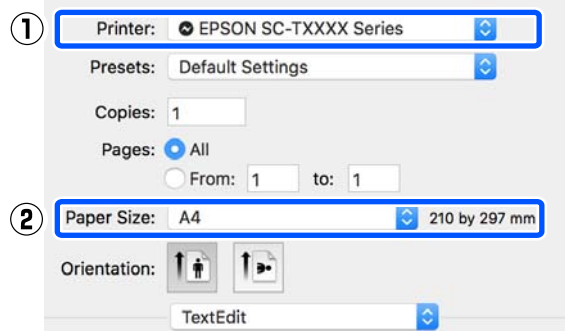 ① Printer: EPSON SC-TXXXX Series
Presets: Default Settings
Copies: 1
Pages: All
From: 1 to: 1
② Paper Size: A4 210 by 297 mm
Orientation:
TextEdit